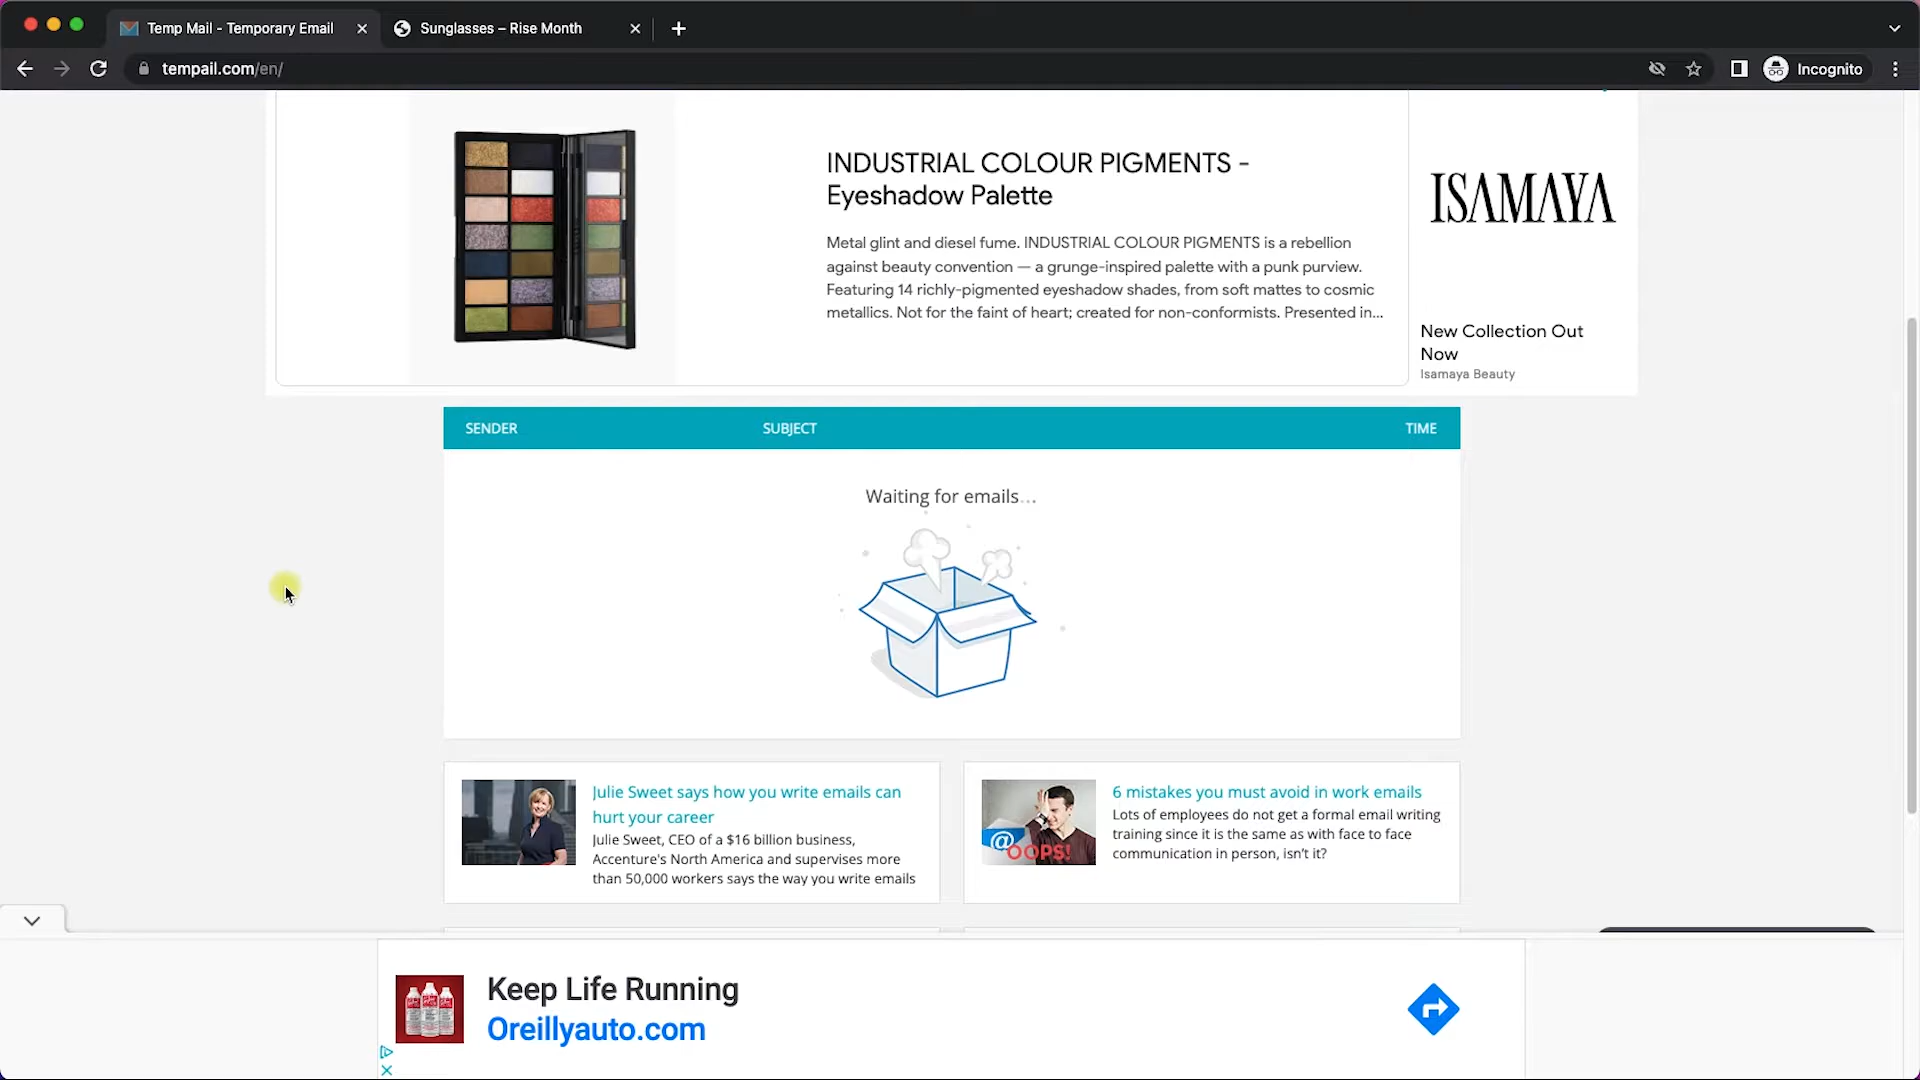 Temp Mail - Temporary Email
Sunglasses – Rise Month
tempail.com/en/
Incognito
INDUSTRIAL COLOUR PIGMENTS -
Eyeshadow Palette
Metal glint and diesel fume. INDUSTRIAL COLOUR PIGMENTS is a rebellion
against beauty convention — a grunge-inspired palette with a punk purview.
Featuring 14 richly-pigmented eyeshadow shades, from soft mattes to cosmic
metallics. Not for the faint of heart; created for non-conformists. Presented in...
ISAMAYA
New Collection Out
Now
Isamaya Beauty
SENDER SUBJECT TIME
Waiting for emails...
Julie Sweet says how you write emails can
hurt your career
Julie Sweet, CEO of a $16 billion business,
Accenture's North America and supervises more
than 50,000 workers says the way you write emails
@
OOPS!
6 mistakes you must avoid in work emails
Lots of employees do not get a formal email writing
training since it is the same as with face to face
communication in person, isn't it?
Keep Life Running
Oreillyauto.com